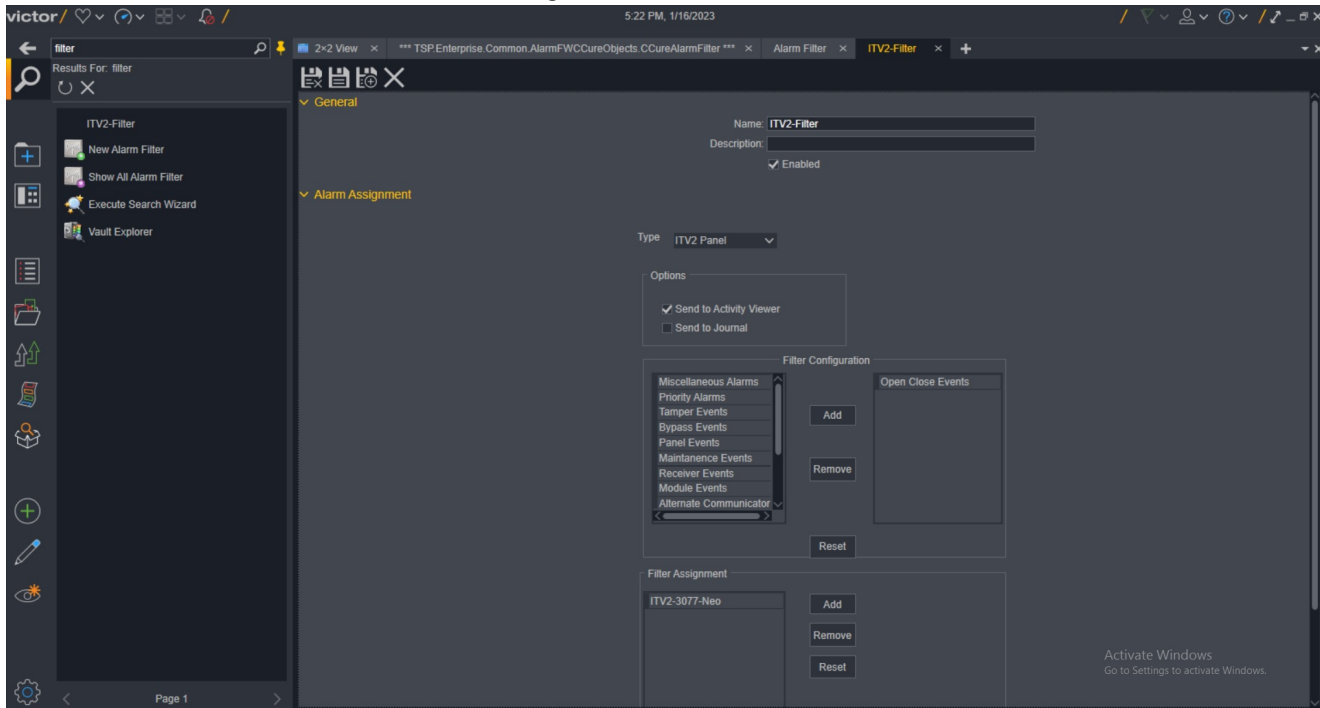 victor/
5:22 PM, 1/16/2023
filter
2×2 View
*** TSP.Enterprise.Common.AlarmFWCCureObjects.CCureAlarmFilter ***
Alarm Filter
ITV2-Filter
Results For: filter
ITV2-Filter
New Alarm Filter
Show All Alarm Filter
Execute Search Wizard
Vault Explorer
Page 1
General
Name: ITV2-Filter
Description:
Enabled
Alarm Assignment
Type ITV2 Panel
Options
Send to Activity Viewer
Send to Journal
Filter Configuration
Miscellaneous Alarms
Priority Alarms
Tamper Events
Bypass Events
Panel Events
Maintanence Events
Receiver Events
Module Events
Alternate Communicator
Add
Remove
Open Close Events
Reset
Filter Assignment
ITV2-3077-Neo
Add
Remove
Reset
Activate Windows
Go to Settings to activate Windows.